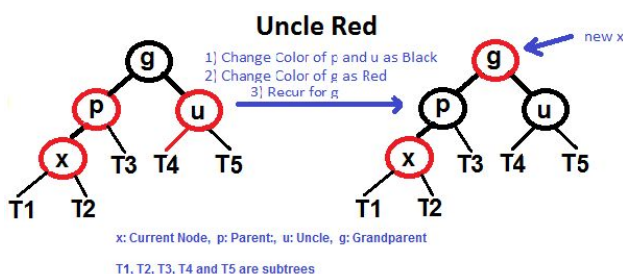 Uncle Red
1) Change Color of p and u as Black
2) Change Color of g as Red
3) Recur for g
new x
g
g
p
u
p
u
x
T3
T4
T5
x
T3
T4
T5
T1
T2
T1
T2
x: Current Node, p: Parent:, u: Uncle, g: Grandparent
T1, T2, T3, T4 and T5 are subtrees